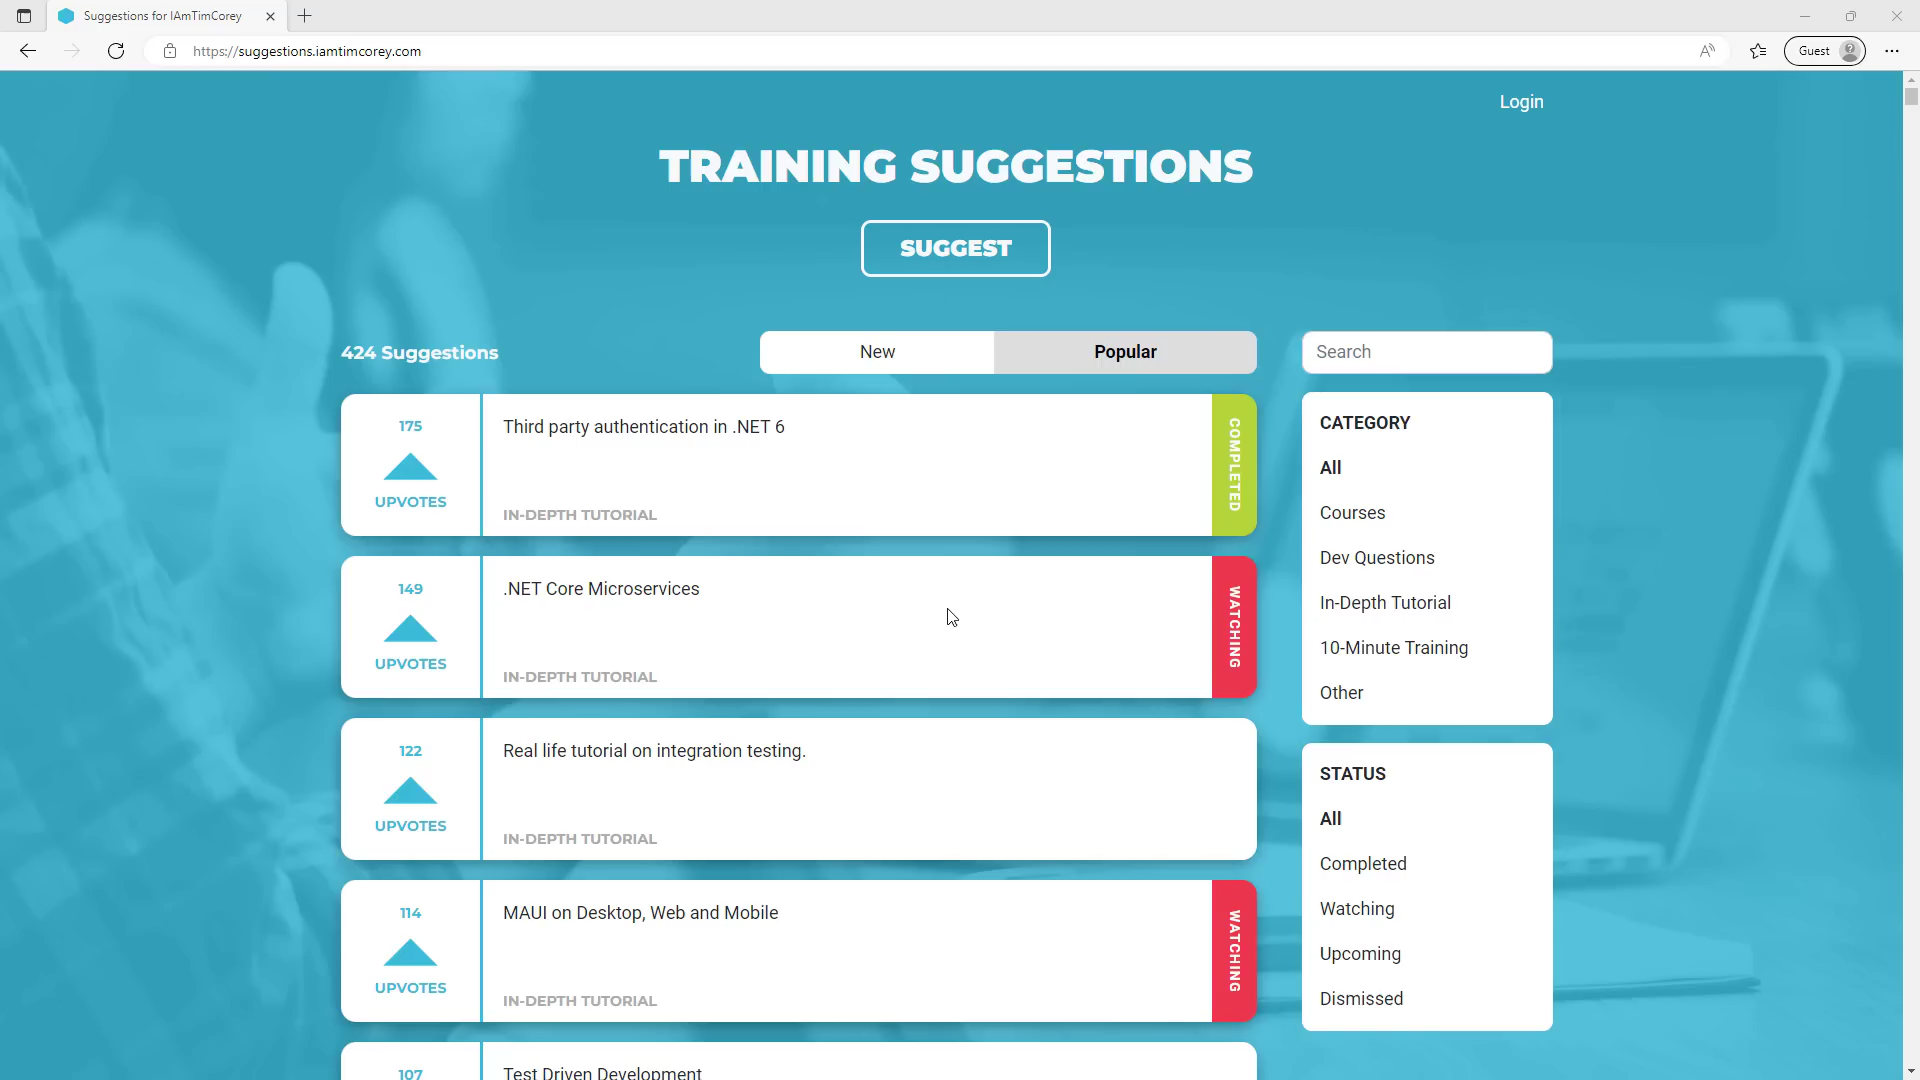 Suggestions for IAmTimCorey
https://suggestions.iamtimcorey.com
Guest
Login
TRAINING SUGGESTIONS
SUGGEST
424 Suggestions
New
Popular
Search
175
UPVOTES
Third party authentication in .NET 6
IN-DEPTH TUTORIAL
COMPLETED
149
UPVOTES
.NET Core Microservices
IN-DEPTH TUTORIAL
WATCHING
122
UPVOTES
Real life tutorial on integration testing.
IN-DEPTH TUTORIAL
114
UPVOTES
MAUI on Desktop, Web and Mobile
IN-DEPTH TUTORIAL
WATCHING
107
Test Driven Development
CATEGORY
All
Courses
Dev Questions
In-Depth Tutorial
10-Minute Training
Other
STATUS
All
Completed
Watching
Upcoming
Dismissed